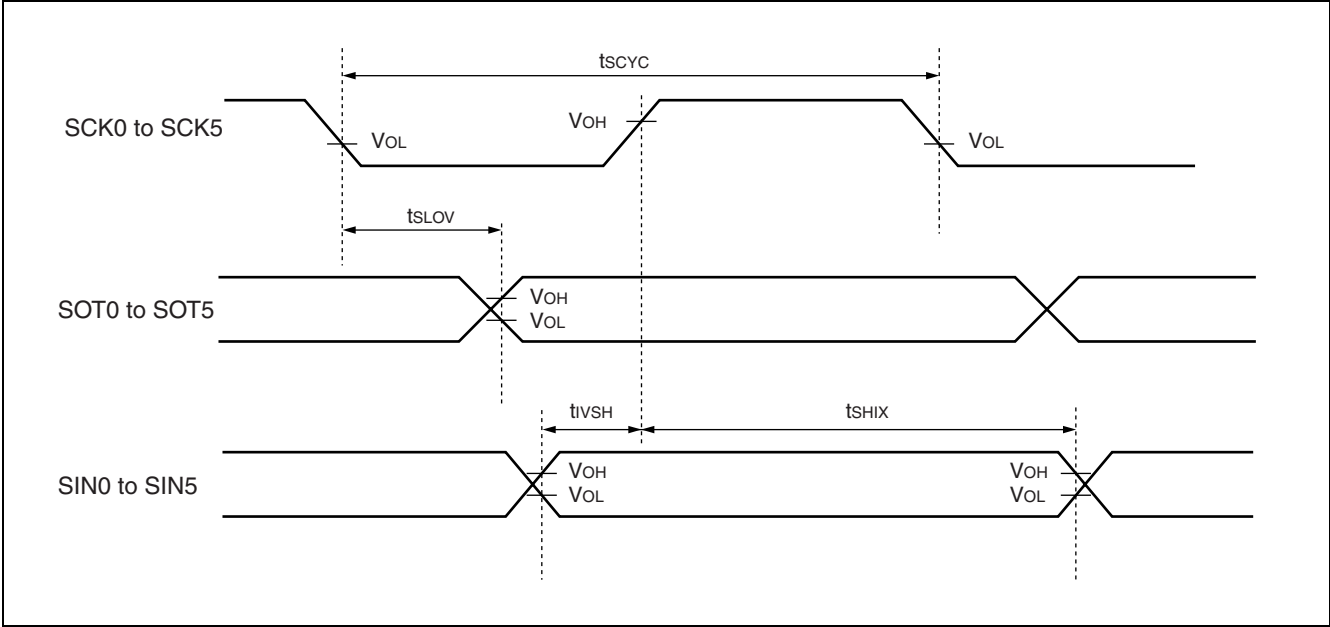 tSCYC
SCK0 to SCK5
VOL
VOH
VOL
tSLOV
SOT0 to SOT5
VOH
VOL
tIVSH
tSHIX
SIN0 to SIN5
VOH
VOL
VOH
VOL